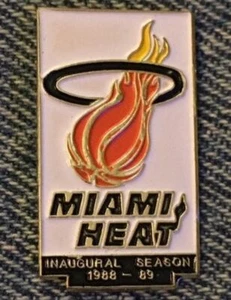 MIAMI
HEAT
INAUGURAL SEASON
1988 - 89